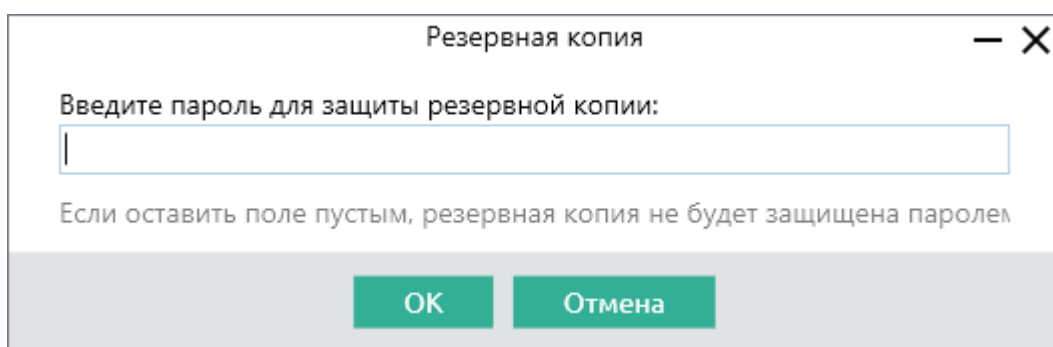 Резервная копия
Введите пароль для защиты резервной копии:
Если оставить поле пустым, резервная копия не будет защищена паролем
OK Отмена